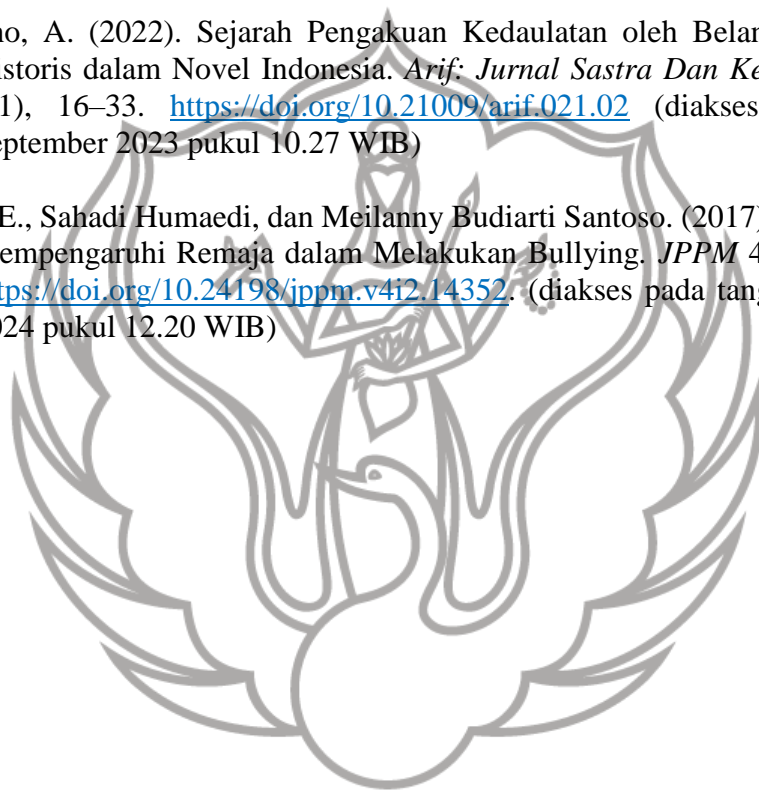 no, A. (2022). Sejarah Pengakuan Kedaulatan oleh Belan
istoris dalam Novel Indonesia. Arif: Jurnal Sastra Dan Ke
1), 16–33. https://doi.org/10.21009/arif.021.02 (diakses
eptember 2023 pukul 10.27 WIB)
E., Sahadi Humaedi, dan Meilanny Budiarti Santoso. (2017)
empengaruhi Remaja dalam Melakukan Bullying. JPPM 4
tps://doi.org/10.24198/jppm.v4i2.14352. (diakses pada tang
024 pukul 12.20 WIB)